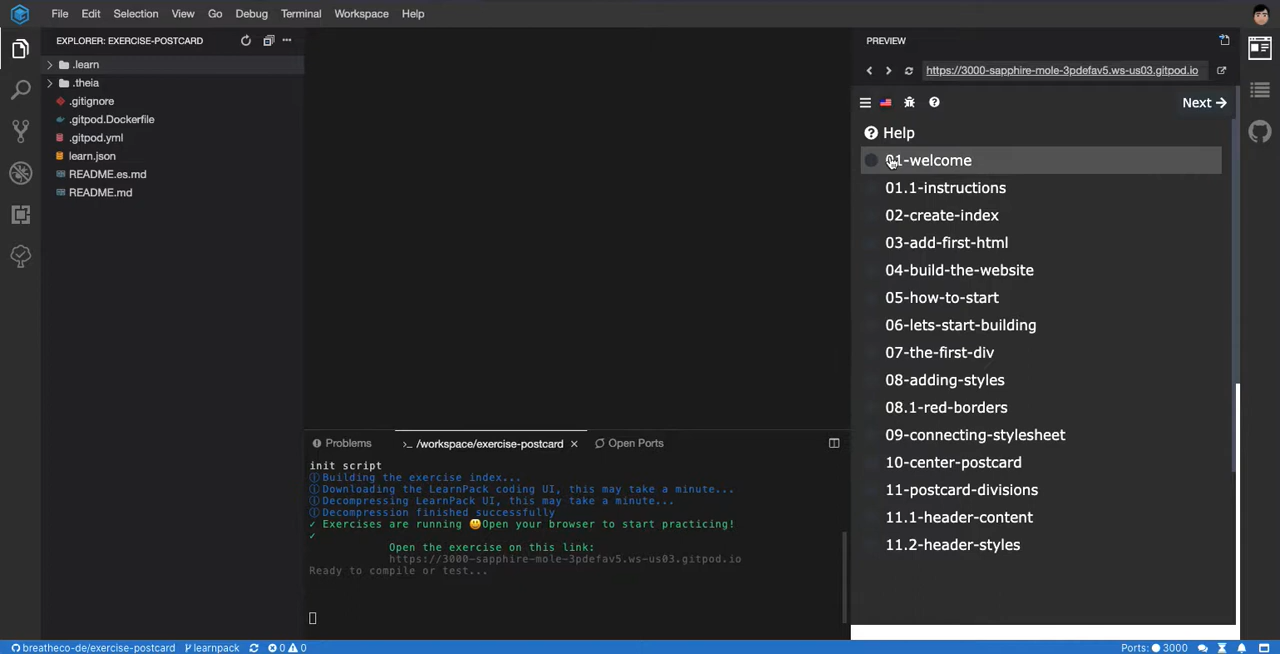 File Edit Selection View Go Debug Terminal Workspace Help
EXPLORER: EXERCISE-POSTCARD
.learn
.theia
.gitignore
.gitpod.Dockerfile
.gitpod.yml
learn.json
README.es.md
README.md
Problems
/workspace/exercise-postcard
Open Ports
init script
Building the exercise index...
Downloading the LearnPack coding UI, this may take a minute...
Decompressing LearnPack UI, this may take a minute...
Decompression finished successfully
✓ Exercises are running 😃Open your browser to start practicing!
✓
Open the exercise on this link:
https://3000-sapphire-mole-3pdefav5.ws-us03.gitpod.io
Ready to compile or test...
PREVIEW
https://3000-sapphire-mole-3pdefav5.ws-us03.gitpod.io
Next →
Help
01-welcome
01.1-instructions
02-create-index
03-add-first-html
04-build-the-website
05-how-to-start
06-lets-start-building
07-the-first-div
08-adding-styles
08.1-red-borders
09-connecting-stylesheet
10-center-postcard
11-postcard-divisions
11.1-header-content
11.2-header-styles
breatheco-de/exercise-postcard learnpack 0 0 Ports: 3000